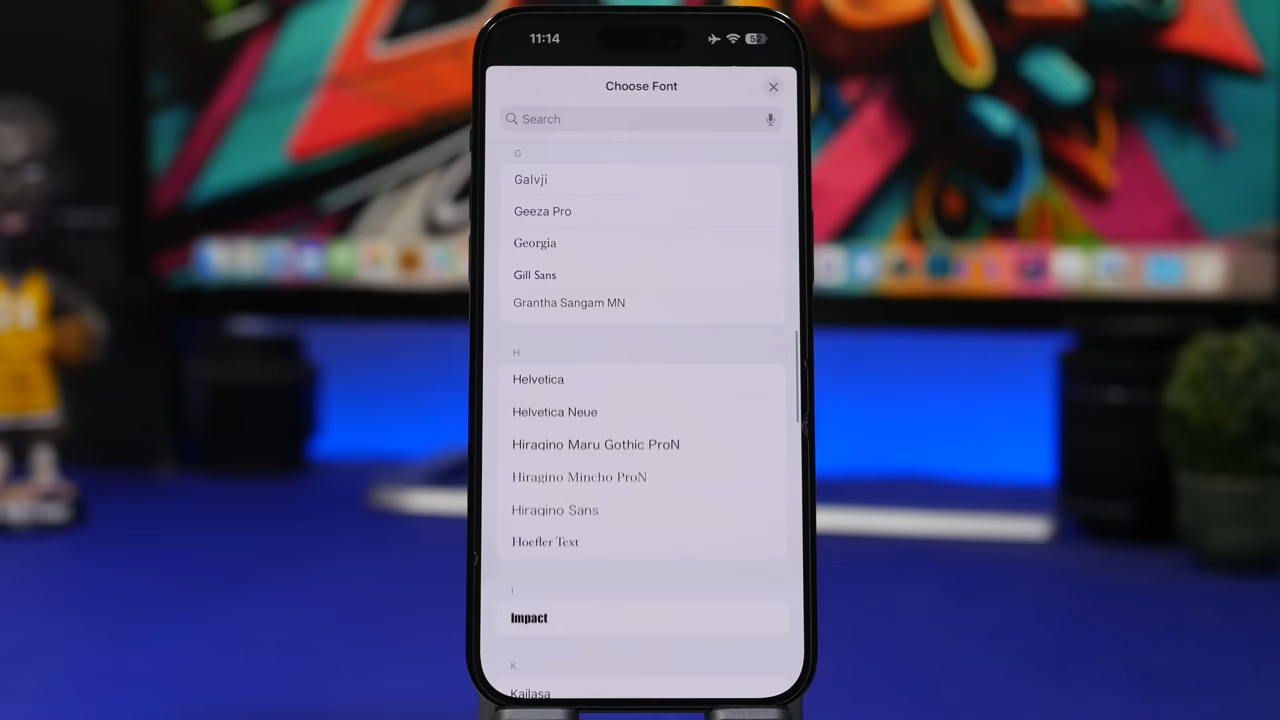 11:14
52
Choose Font
Search
G
Galvji
Geeza Pro
Georgia
Gill Sans
Grantha Sangam MN
H
Helvetica
Helvetica Neue
Hiragino Maru Gothic ProN
Hiragino Mincho ProN
Hiragino Sans
Hoefler Text
I
Impact
K
Kailasa